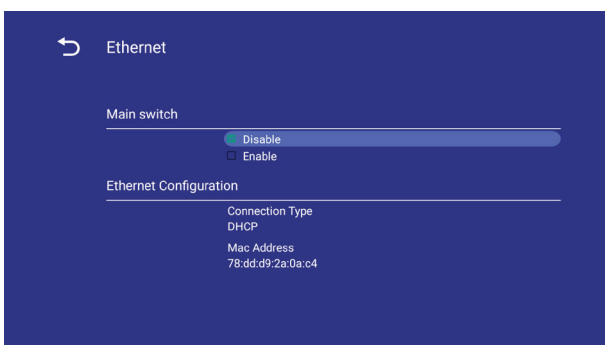 Ethernet
Main switch
Disable
Enable
Ethernet Configuration
Connection Type
DHCP
Mac Address
78:dd:d9:2a:0a:c4